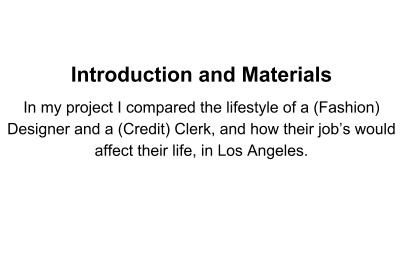 Introduction and Materials
In my project I compared the lifestyle of a (Fashion)
Designer and a (Credit) Clerk, and how their job’s would
affect their life, in Los Angeles.